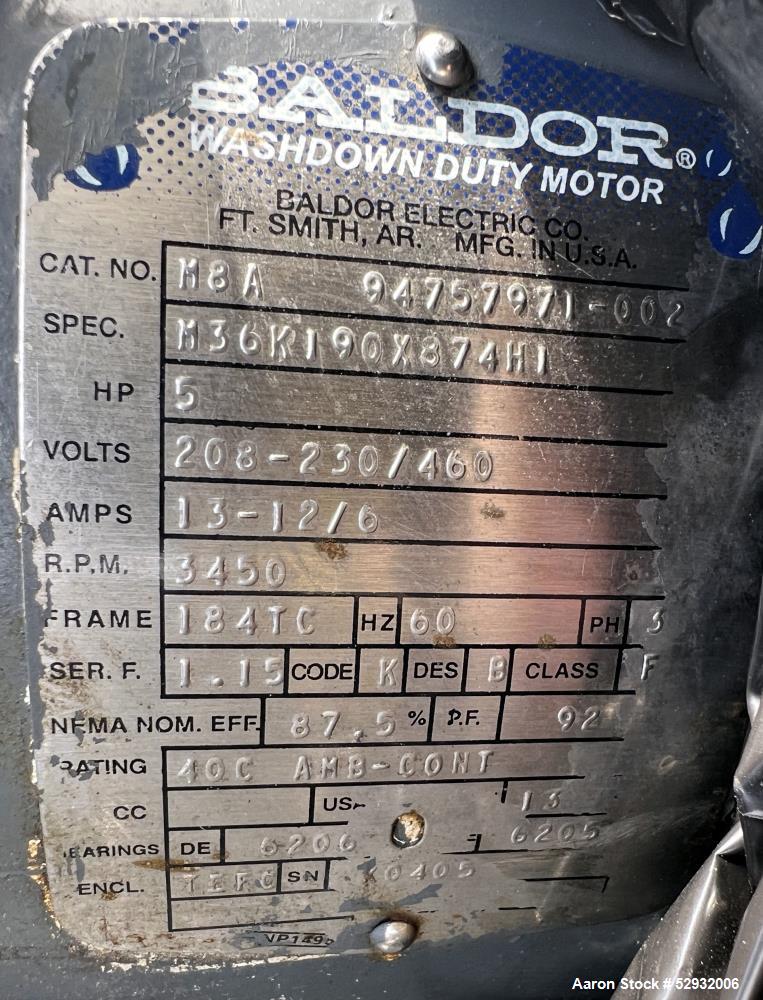 BALDOR®
WASHDOWN DUTY MOTOR
BALDOR ELECTRIC CO.
FT. SMITH, AR. MFG. IN U.S.A.
CAT. NO. M8A 94757971-002
SPEC. M36K190X874H1
HP 5
VOLTS 208-230/460
AMPS 13-12/6
R.P.M. 3450
FRAME 184TC HZ 60 PH 3
SER. F. 1.15 CODE K DES B CLASS F
NEMA NOM. EFF. 87.5 % P.F. 92
RATING 40C AMB-CONT
CC 13
BEARINGS DE 6206 6205
ENCL. TEFC SN X0405
Aaron Stock # 52932006